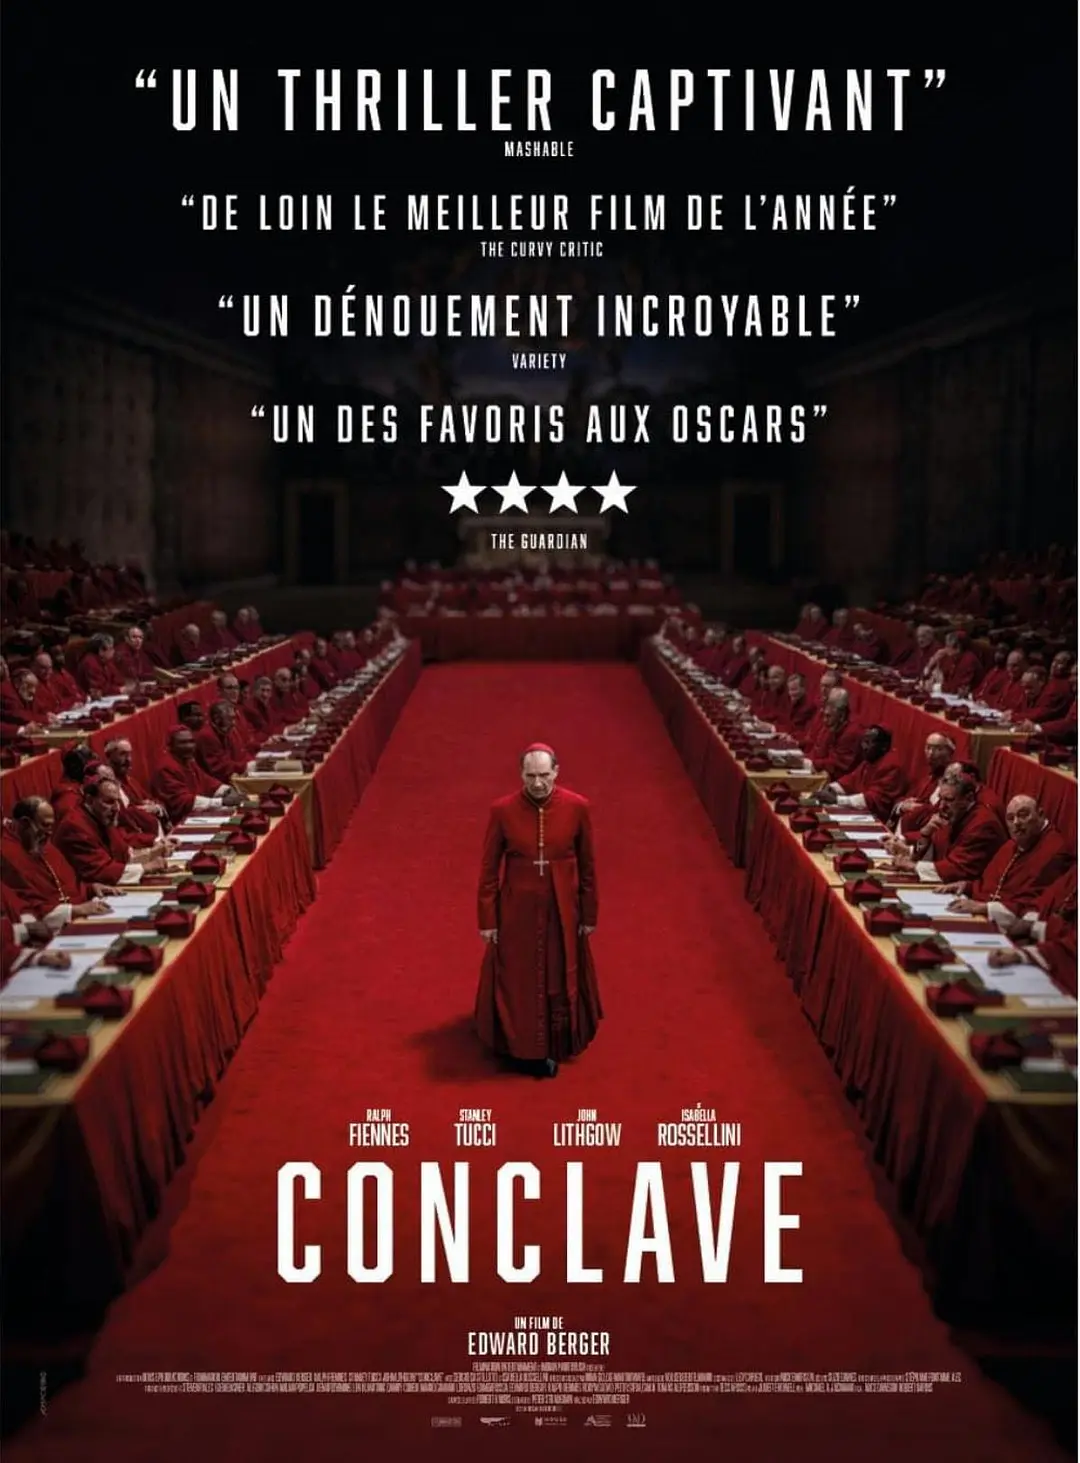 “UN THRILLER CAPTIVANT”
MASHABLE
“DE LOIN LE MEILLEUR FILM DE L’ANNÉE”
THE CURVY CRITIC
“UN DÉNOUEMENT INCROYABLE”
VARIETY
“UN DES FAVORIS AUX OSCARS”
THE GUARDIAN
RALPH FIENNES STANLEY TUCCI JOHN LITHGOW & ISABELLA ROSSELLINI
CONCLAVE
UN FILM DE
EDWARD BERGER